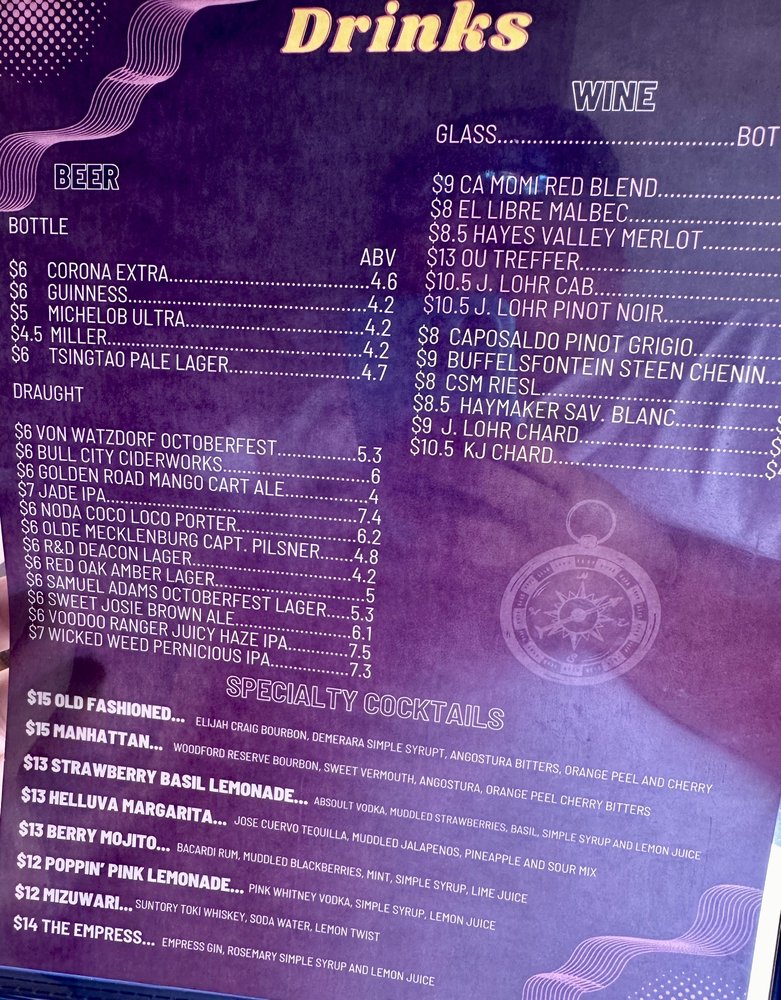 Drinks
BEER
BOTTLE
ABV
$6 CORONA EXTRA........................4.6
$6 GUINNESS........................4.2
$5 MICHELOB ULTRA........................4.2
$4.5 MILLER........................4.2
$6 TSINGTAO PALE LAGER........................4.7
DRAUGHT
$6 VON WATZDORF OCTOBERFEST...............5.3
$6 BULL CITY CIDERWORKS...............6
$6 GOLDEN ROAD MANGO CART ALE...............4
$7 JADE IPA...............7.4
$6 NODA COCO LOCO PORTER...............6.2
$6 OLDE MECKLENBURG CAPT. PILSNER......4.8
$6 R&D DEACON LAGER...............4.2
$6 RED OAK AMBER LAGER...............5
$6 SAMUEL ADAMS OCTOBERFEST LAGER.....5.3
$6 SWEET JOSIE BROWN ALE...............6.1
$6 VOODOO RANGER JUICY HAZE IPA...............7.5
$7 WICKED WEED PERNICIOUS IPA...............7.3
WINE
GLASS........................BOT
$9 CA MOMI RED BLEND...............
$8 EL LIBRE MALBEC...............
$8.5 HAYES VALLEY MERLOT...............
$13 OU TREFFER...............
$10.5 J. LOHR CAB...............
$10.5 J. LOHR PINOT NOIR...............
$8 CAPOSALDO PINOT GRIGIO...............
$9 BUFFELSFONTEIN STEEN CHENIN...
$8 CSM RIESL...............
$8.5 HAYMAKER SAV. BLANC...............$
$9 J. LOHR CHARD...............$
$10.5 KJ CHARD...............$
SPECIALTY COCKTAILS
$15 OLD FASHIONED... ELIJAH CRAIG BOURBON, DEMERARA SIMPLE SYRUPT, ANGOSTURA BITTERS, ORANGE PEEL AND CHERRY
$15 MANHATTAN... WOODFORD RESERVE BOURBON, SWEET VERMOUTH, ANGOSTURA, ORANGE PEEL CHERRY BITTERS
$13 STRAWBERRY BASIL LEMONADE... ABSOULT VODKA, MUDDLED STRAWBERRIES, BASIL, SIMPLE SYRUP AND LEMON JUICE
$13 HELLUVA MARGARITA... JOSE CUERVO TEQUILLA, MUDDLED JALAPENOS, PINEAPPLE AND SOUR MIX
$13 BERRY MOJITO... BACARDI RUM, MUDDLED BLACKBERRIES, MINT, SIMPLE SYRUP, LIME JUICE
$12 POPPIN' PINK LEMONADE... PINK WHITNEY VODKA, SIMPLE SYRUP, LEMON JUICE
$12 MIZUWARI... SUNTORY TOKI WHISKEY, SODA WATER, LEMON TWIST
$14 THE EMPRESS... EMPRESS GIN, ROSEMARY SIMPLE SYRUP AND LEMON JUICE